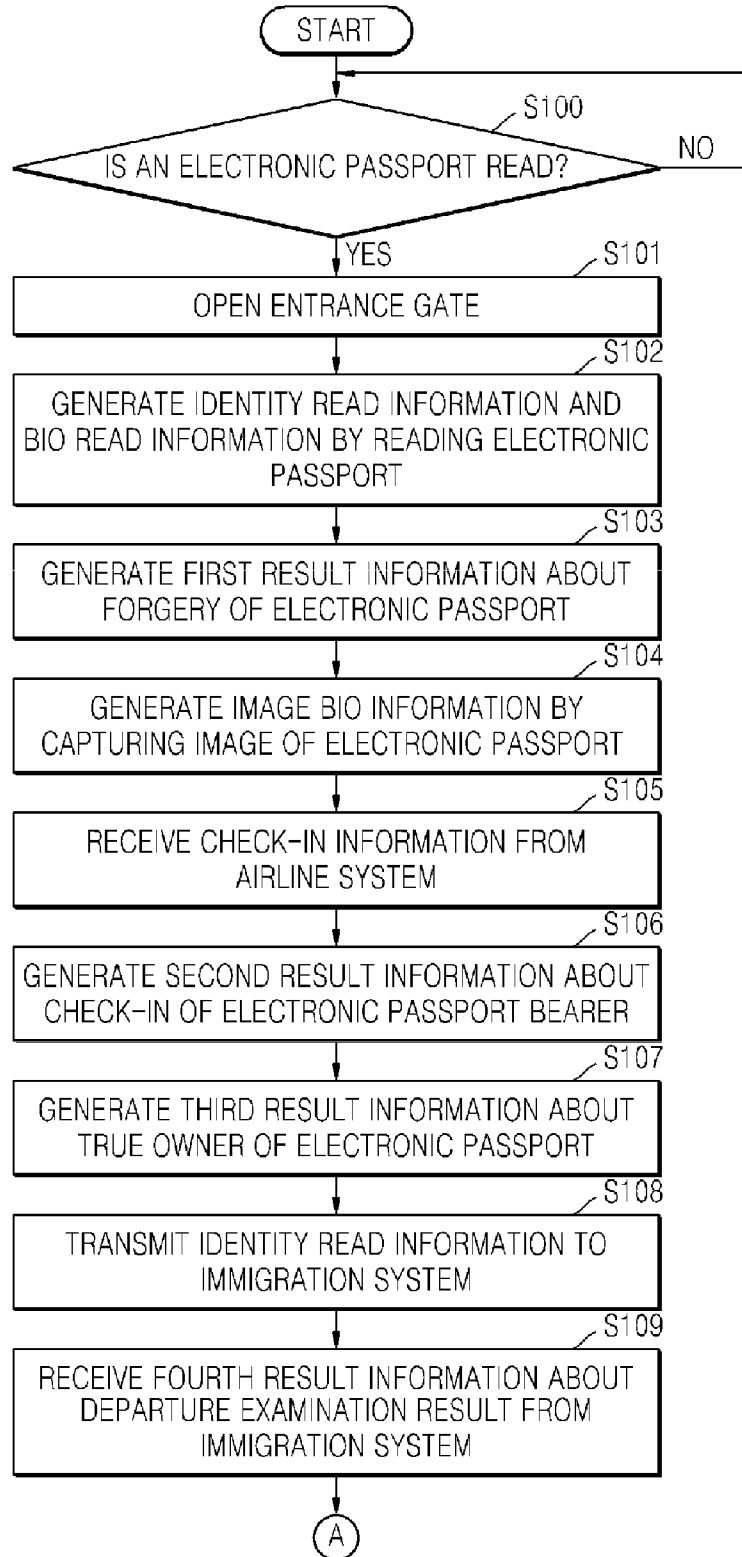 START
S100
IS AN ELECTRONIC PASSPORT READ?
NO
YES
S101
OPEN ENTRANCE GATE
S102
GENERATE IDENTITY READ INFORMATION AND
BIO READ INFORMATION BY READING ELECTRONIC
PASSPORT
S103
GENERATE FIRST RESULT INFORMATION ABOUT
FORGERY OF ELECTRONIC PASSPORT
S104
GENERATE IMAGE BIO INFORMATION BY
CAPTURING IMAGE OF ELECTRONIC PASSPORT
S105
RECEIVE CHECK-IN INFORMATION FROM
AIRLINE SYSTEM
S106
GENERATE SECOND RESULT INFORMATION ABOUT
CHECK-IN OF ELECTRONIC PASSPORT BEARER
S107
GENERATE THIRD RESULT INFORMATION ABOUT
TRUE OWNER OF ELECTRONIC PASSPORT
S108
TRANSMIT IDENTITY READ INFORMATION TO
IMMIGRATION SYSTEM
S109
RECEIVE FOURTH RESULT INFORMATION ABOUT
DEPARTURE EXAMINATION RESULT FROM
IMMIGRATION SYSTEM
A